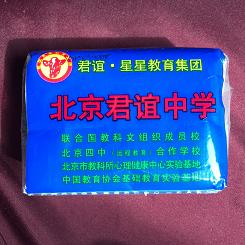 君谊·星星教育集团
北京君谊中学
联合国教科文组织成员校
北京四中（远程教育）合作学校
北京市教科所心理健康中心实验基地
中国教育协会基础教育实验基地